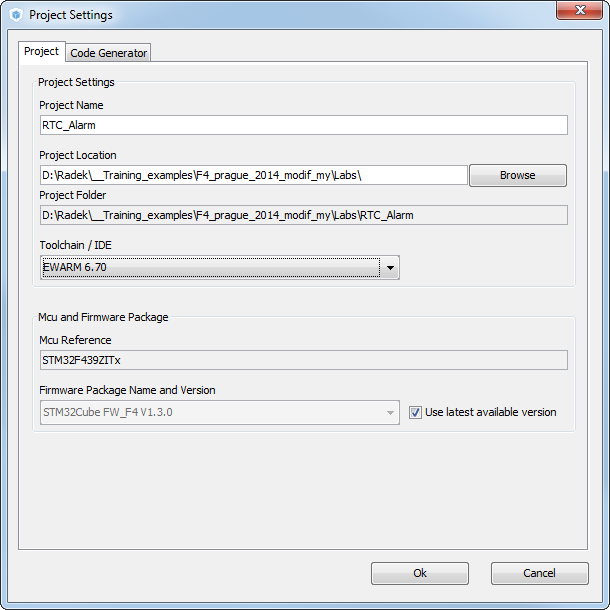 Project Settings
Project
Code Generator
Project Settings
Project Name
RTC_Alarm
Project Location
D:\Radek\__Training_examples\F4_prague_2014_modif_my\Labs\
Browse
Project Folder
D:\Radek\__Training_examples\F4_prague_2014_modif_my\Labs\RTC_Alarm
Toolchain / IDE
EWARM 6.70
Mcu and Firmware Package
Mcu Reference
STM32F439ZITx
Firmware Package Name and Version
STM32Cube FW_F4 V1.3.0
Use latest available version
Ok
Cancel